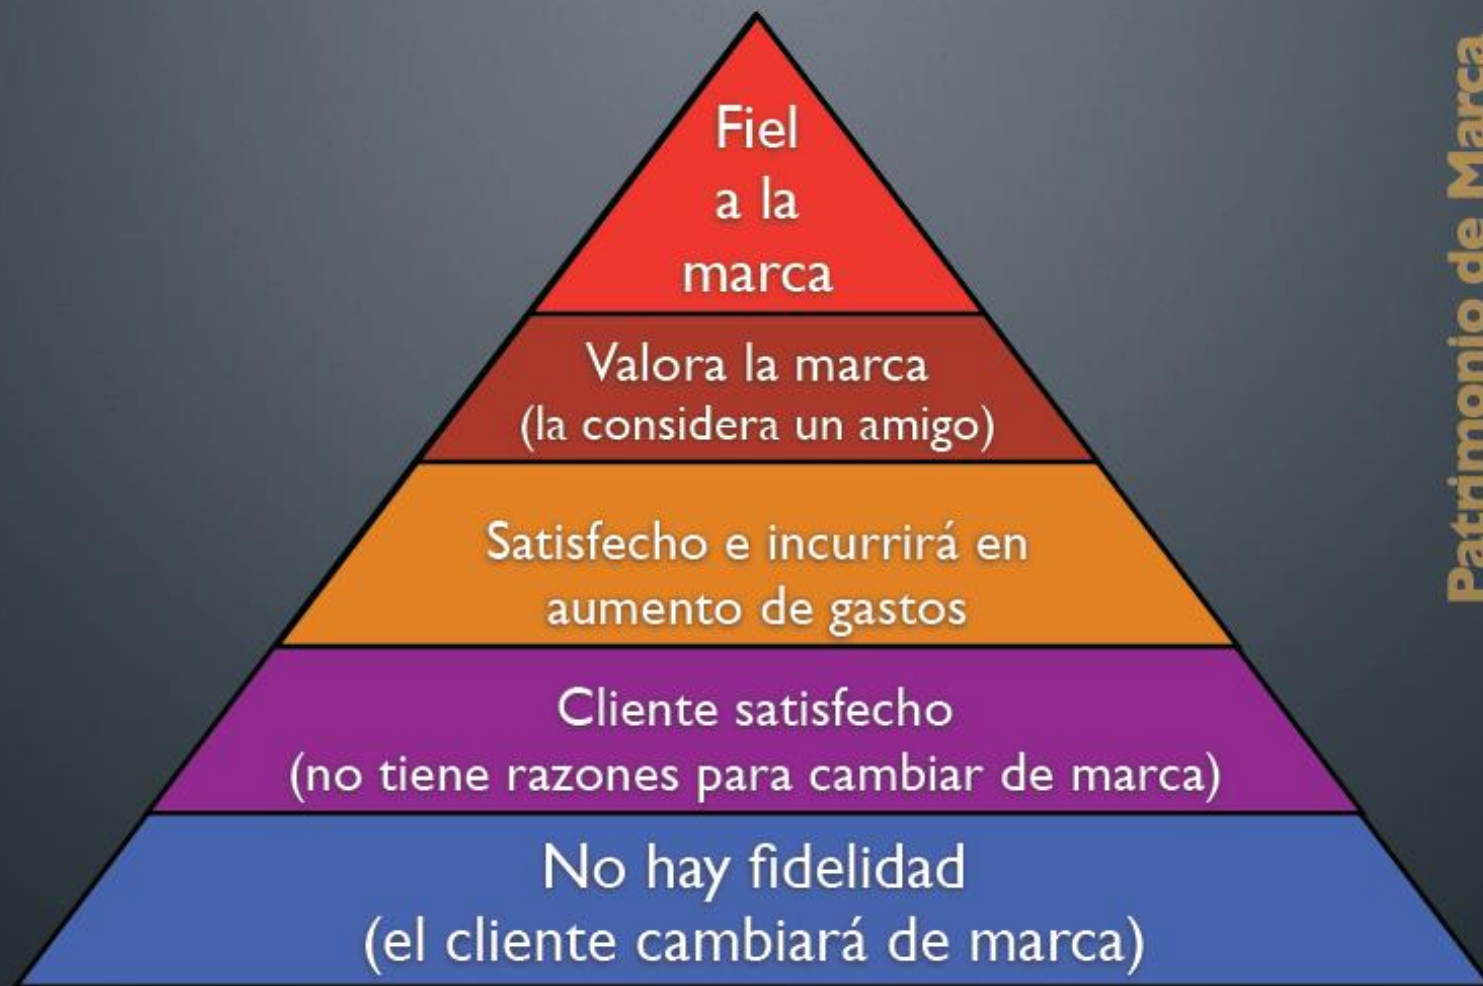 Fiel
a la
marca
Valora la marca
(la considera un amigo)
Satisfecho e incurrirá en
aumento de gastos
Cliente satisfecho
(no tiene razones para cambiar de marca)
No hay fidelidad
(el cliente cambiará de marca)
Patrimonio de Marca